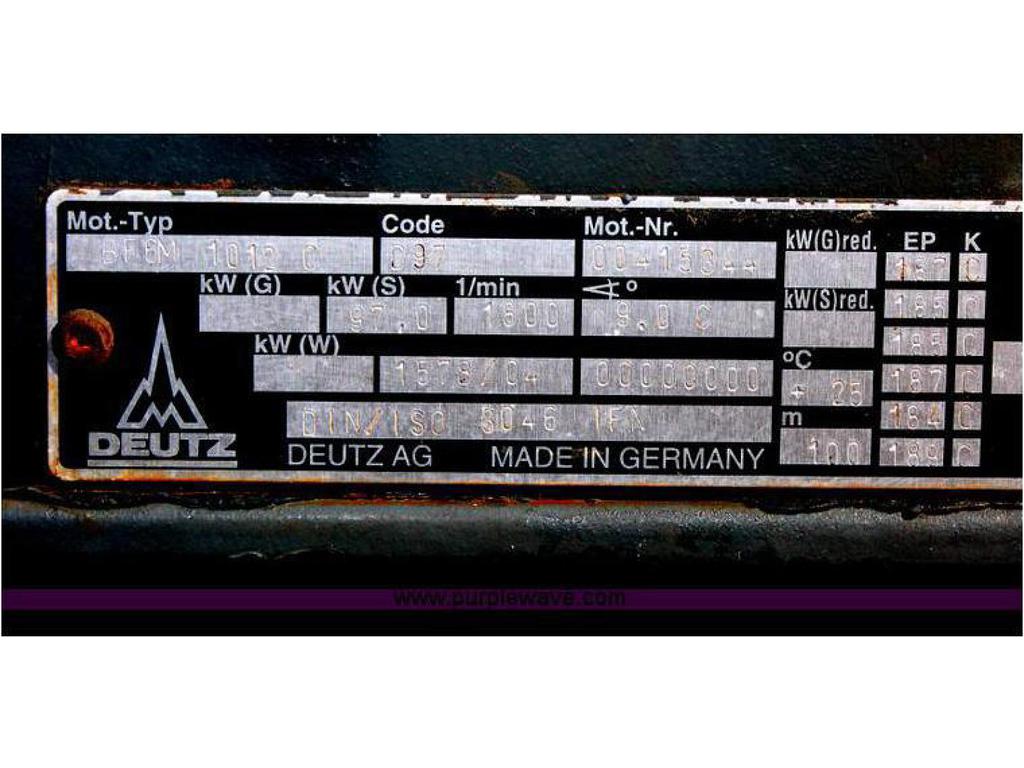 Mot.-Typ Code Mot.-Nr. kW(G)red. EP K
BF6M 1012 C C97 00415344 187 C
kW (G) kW (S) 1/min ∢° kW(S)red. 185 C
97.0 1800 9.0 C 185 C
kW (W) °C
1578/04 00000000 + 25 187 C
DIN/ISO 3046 IFN m 184 C
DEUTZ
DEUTZ AG MADE IN GERMANY 100 189 C
www.purplewave.com